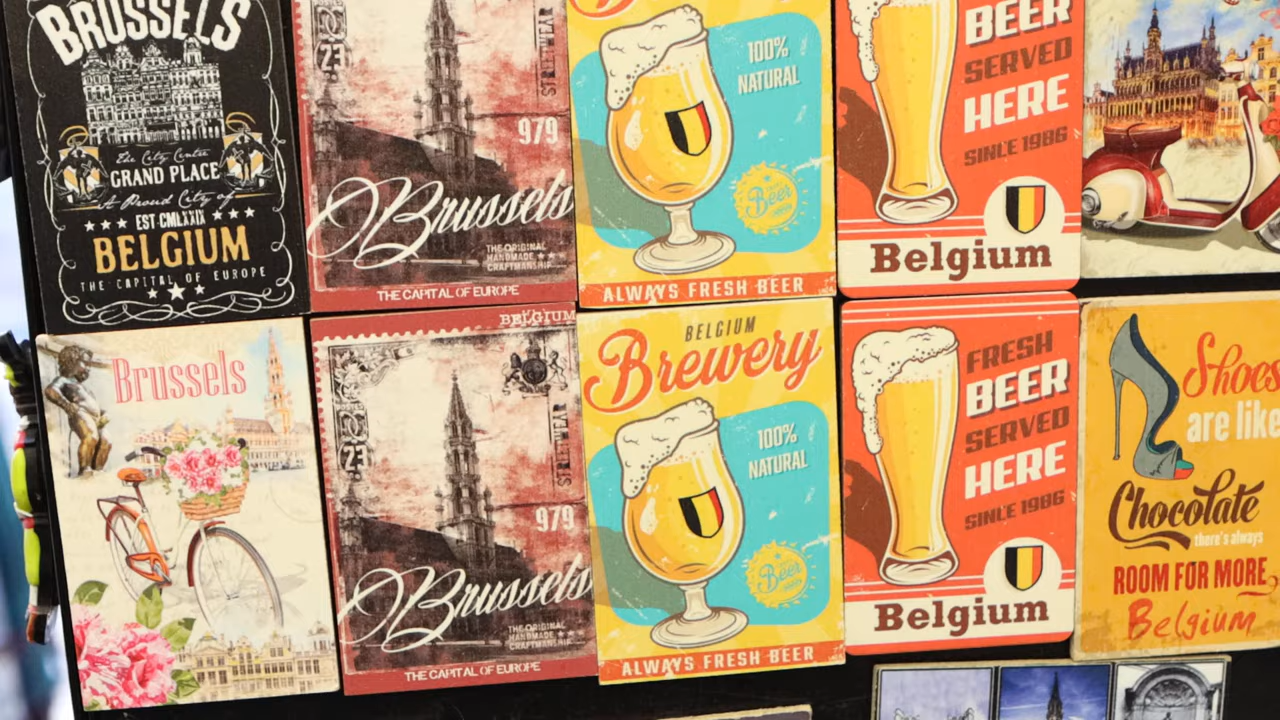 BRUSSELS
The City Centre
GRAND PLACE
A Proud City of
EST. CMLXXIX
BELGIUM
THE CAPITAL OF EUROPE
23
STREETWEAR
979
Brussels
THE ORIGINAL
HANDMADE
CRAFTMANSHIP
THE CAPITAL OF EUROPE
100%
NATURAL
Beer
ALWAYS FRESH BEER
BEER
SERVED
HERE
SINCE 1986
Belgium
Brussels
BELGIUM
23
STREETWEAR
979
Brussels
THE ORIGINAL
HANDMADE
CRAFTMANSHIP
THE CAPITAL OF EUROPE
BELGIUM
Brewery
100%
NATURAL
Beer
ALWAYS FRESH BEER
FRESH
BEER
SERVED
HERE
SINCE 1986
Belgium
Shoes
are like
Chocolate
there's always
ROOM FOR MORE
Belgium